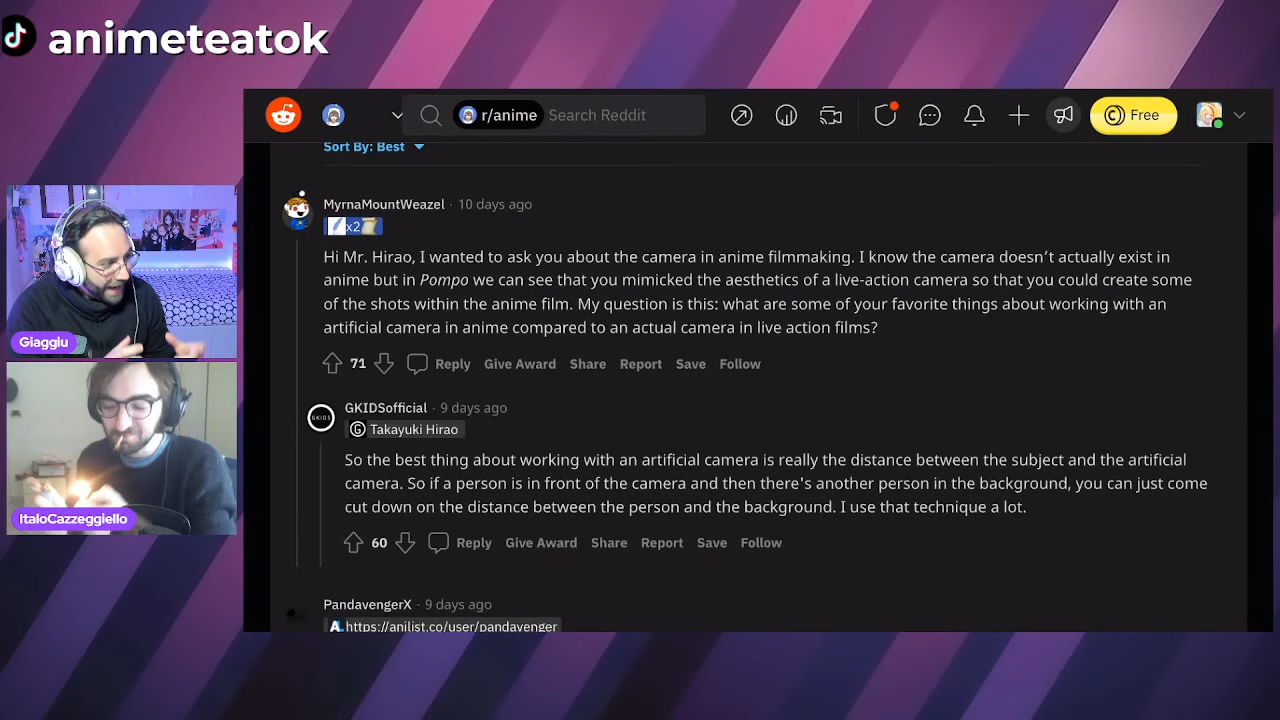 animeteatok
r/anime Search Reddit
Free
Sort By: Best
MyrnaMountWeazel · 10 days ago
x2
Hi Mr. Hirao, I wanted to ask you about the camera in anime filmmaking. I know the camera doesn’t actually exist in
anime but in Pompo we can see that you mimicked the aesthetics of a live-action camera so that you could create some
of the shots within the anime film. My question is this: what are some of your favorite things about working with an
artificial camera in anime compared to an actual camera in live action films?
71 Reply Give Award Share Report Save Follow
GKIDS
GKIDSofficial · 9 days ago
G Takayuki Hirao
So the best thing about working with an artificial camera is really the distance between the subject and the artificial
camera. So if a person is in front of the camera and then there's another person in the background, you can just come
cut down on the distance between the person and the background. I use that technique a lot.
60 Reply Give Award Share Report Save Follow
PandavengerX · 9 days ago
A https://anilist.co/user/pandavenger
Giaggiu
ItaloCazzeggiello